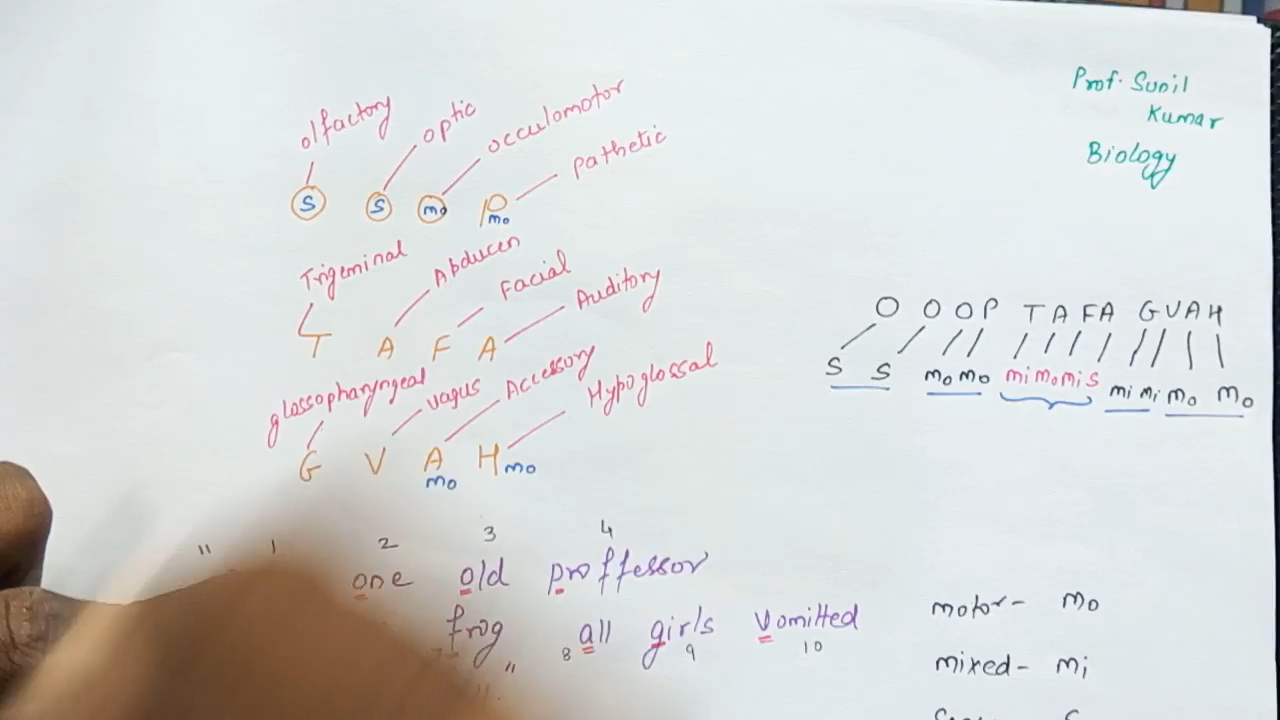 Prof. Sunil
Kumar
Biology
olfactory optic occulomotor pathetic
S S mo P mo
Trigeminal Abducen Facial Auditory
T A F A
glossopharyngeal vagus Accessory Hypoglossal
G V A mo H mo
O O O P T A F A G V A H
S S mo mo mi mo mi S mi mi mo mo
" 1 2 3 4
one old proffessor
frog " all girls vomitted
8 9 10
motor - mo
mixed - mi